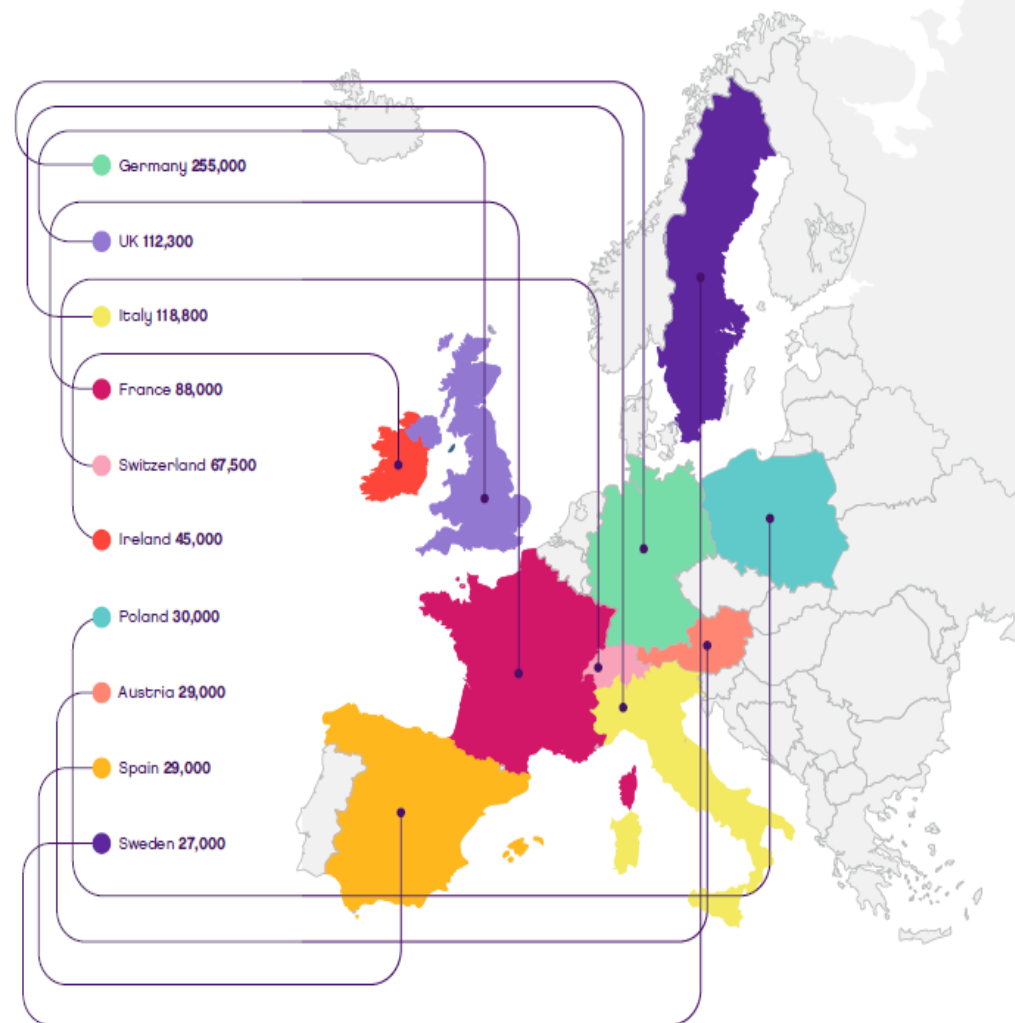 Germany 255,000
UK 112,300
Italy 118,800
France 88,000
Switzerland 67,500
Ireland 45,000
Poland 30,000
Austria 29,000
Spain 29,000
Sweden 27,000